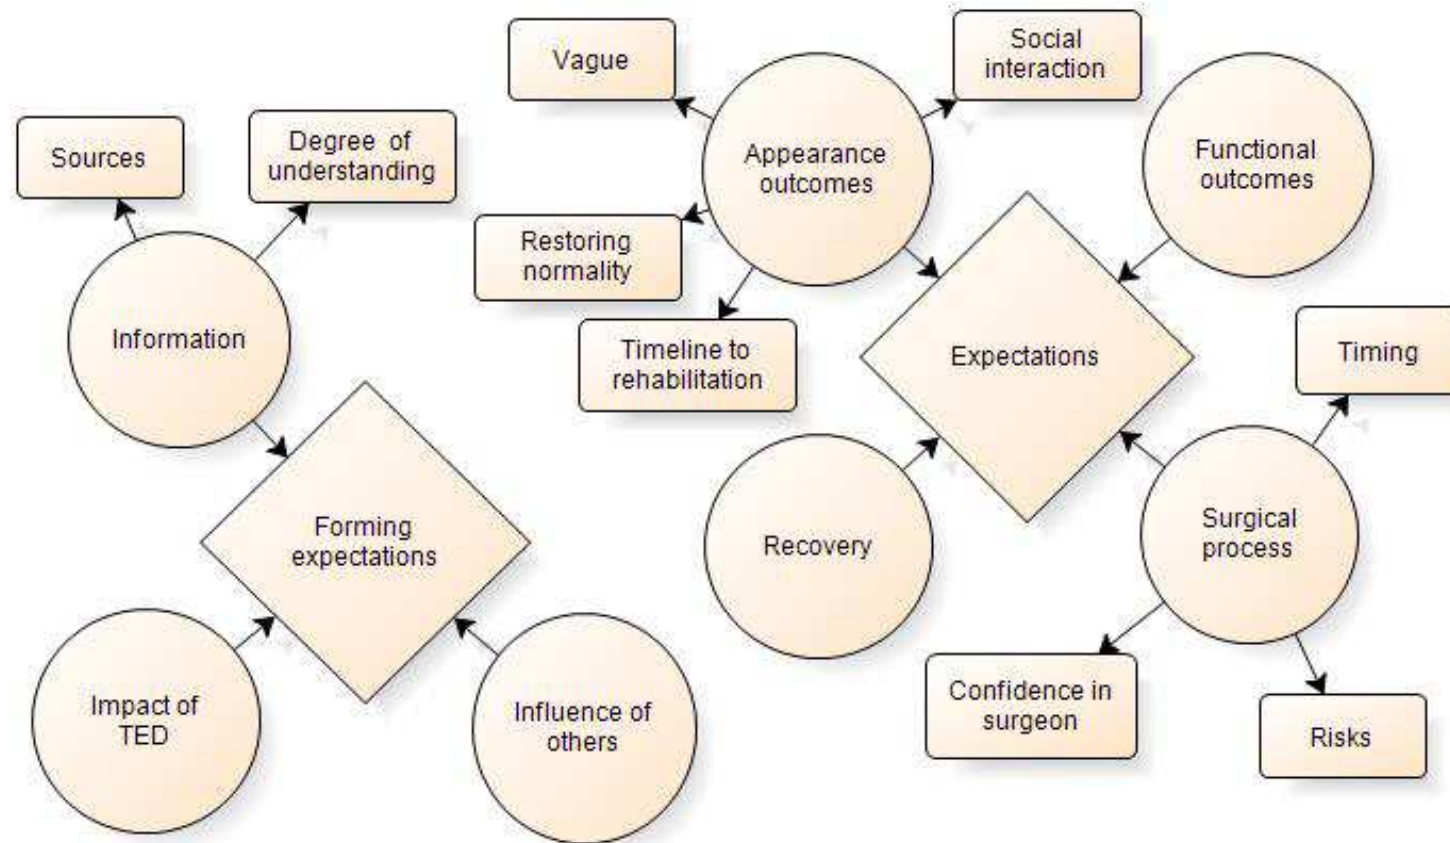 Vague
Social
interaction
Sources
Degree of
understanding
Appearance
outcomes
Functional
outcomes
Restoring
normality
Information
Timeline to
rehabilitation
Expectations
Timing
Forming
expectations
Recovery
Surgical
process
Impact of
TED
Influence of
others
Confidence in
surgeon
Risks